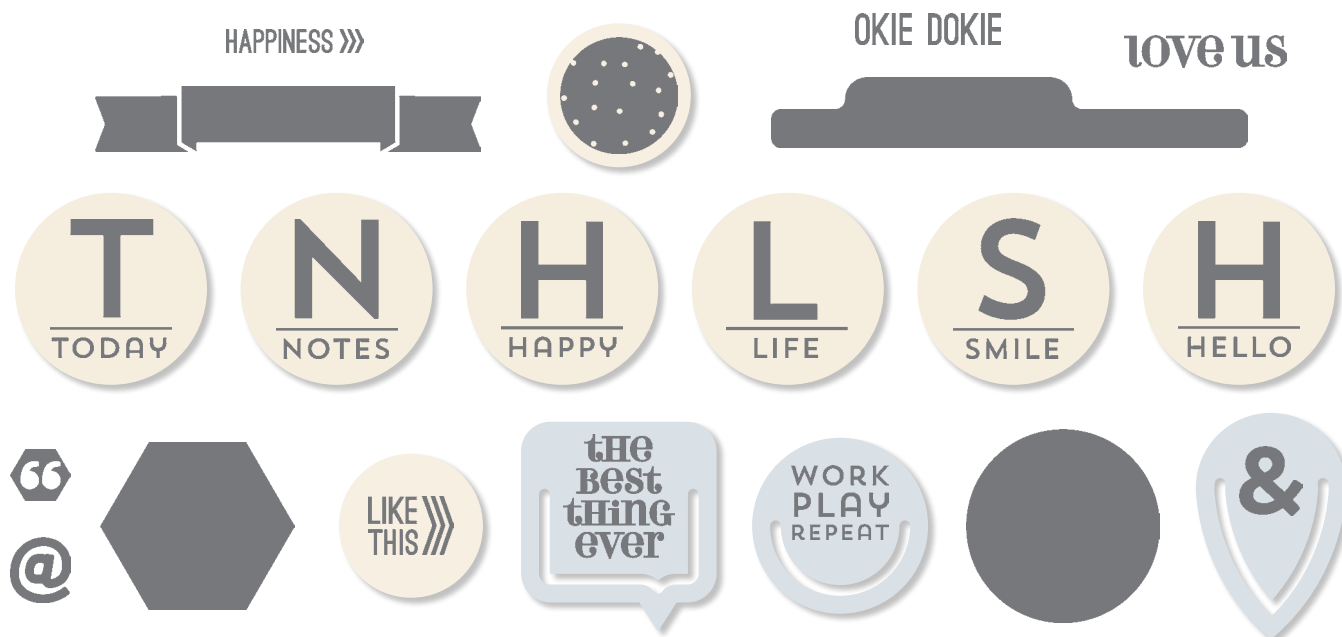 HAPPINESS
OKIE DOKIE
love us
T
TODAY
N
NOTES
H
HAPPY
L
LIFE
S
SMILE
H
HELLO
“
@
LIKE
THIS
tHe
Best
tHing
ever
WORK
PLAY
REPEAT
&